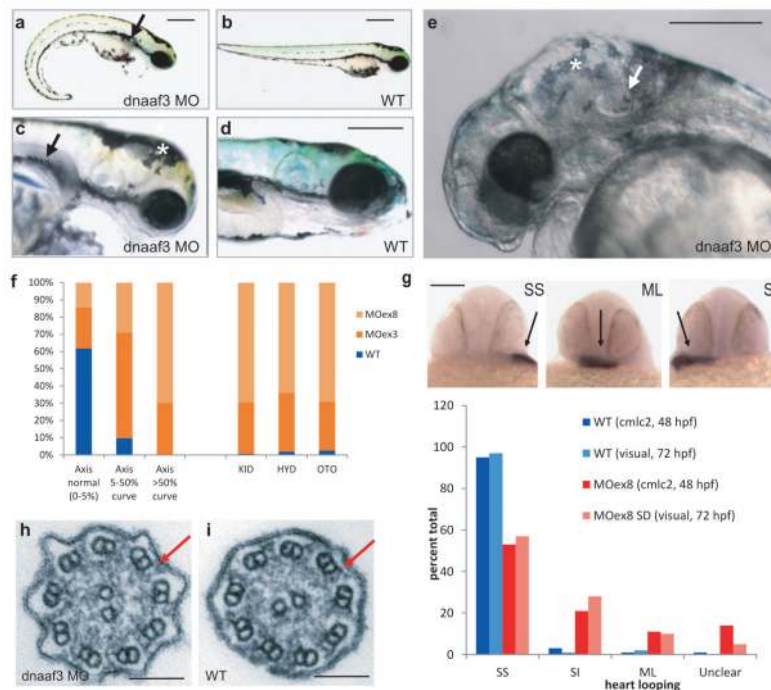 a
dnaaf3 MO
b
WT
c
*
dnaaf3 MO
d
WT
e
*
dnaaf3 MO
f
100%
90%
80%
70%
60%
50%
40%
30%
20%
10%
0%
Axis normal (0-5%)
Axis 5-50% curve
Axis >50% curve
KID
HYD
OTO
MOex8
MOex3
WT
g
SS
ML
percent total
120
100
80
60
40
20
0
WT (cmlc2, 48 hpf)
WT (visual, 72 hpf)
MOex8 (cmlc2, 48 hpf)
MOex8 SD (visual, 72 hpf)
SS
SI
ML
Unclear
heart looping
h
dnaaf3 MO
i
WT